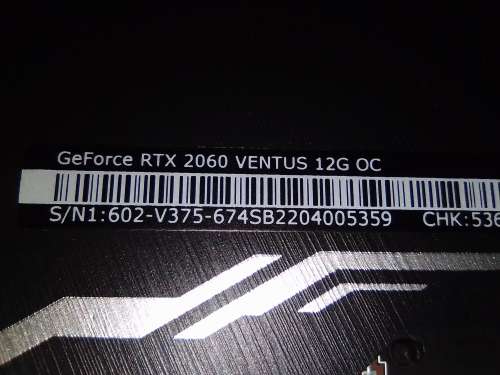 GeForce RTX 2060 VENTUS 12G OC
S/N1:602-V375-674SB2204005359 CHK:536